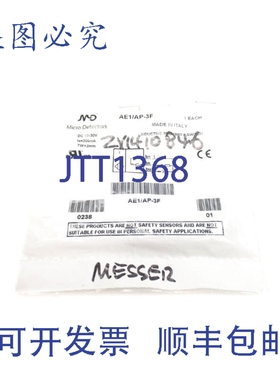 图必究
MD
Micro Detectors
AE1/AP-3F
1 EACH
MADE IN ITALY
ZX1410846
JTT1368
CE
AE1/AP-3F
0238
01
THESE PRODUCTS ARE NOT SAFETY SENSORS AND ARE NOT
SUITABLE FOR USE IN PERSONAL SAFETY APPLICATIONS.
MESSER
可开发票 顺丰包邮